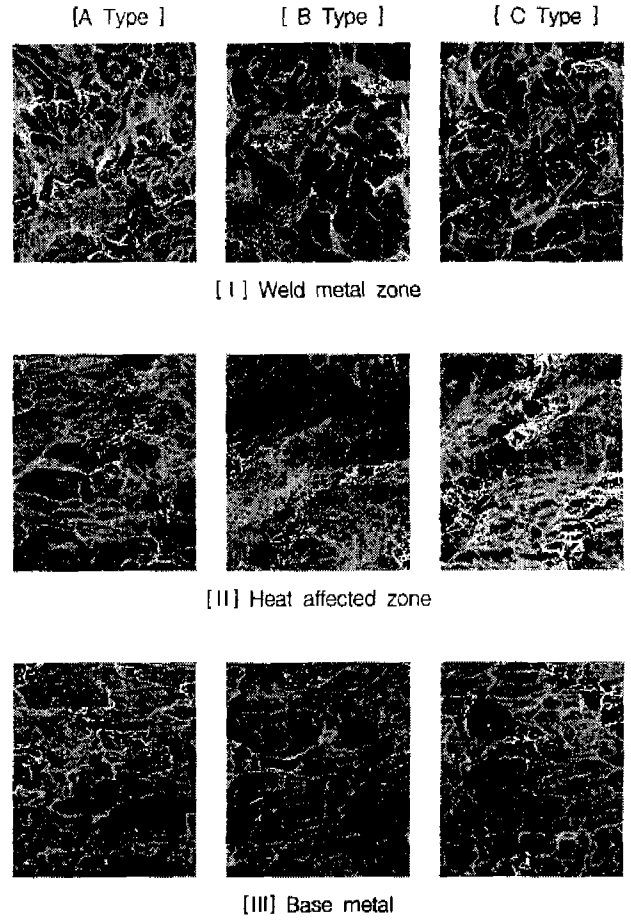 [A Type ] [ B Type ] [ C Type ]
[ I ] Weld metal zone
[II] Heat affected zone
[III] Base metal